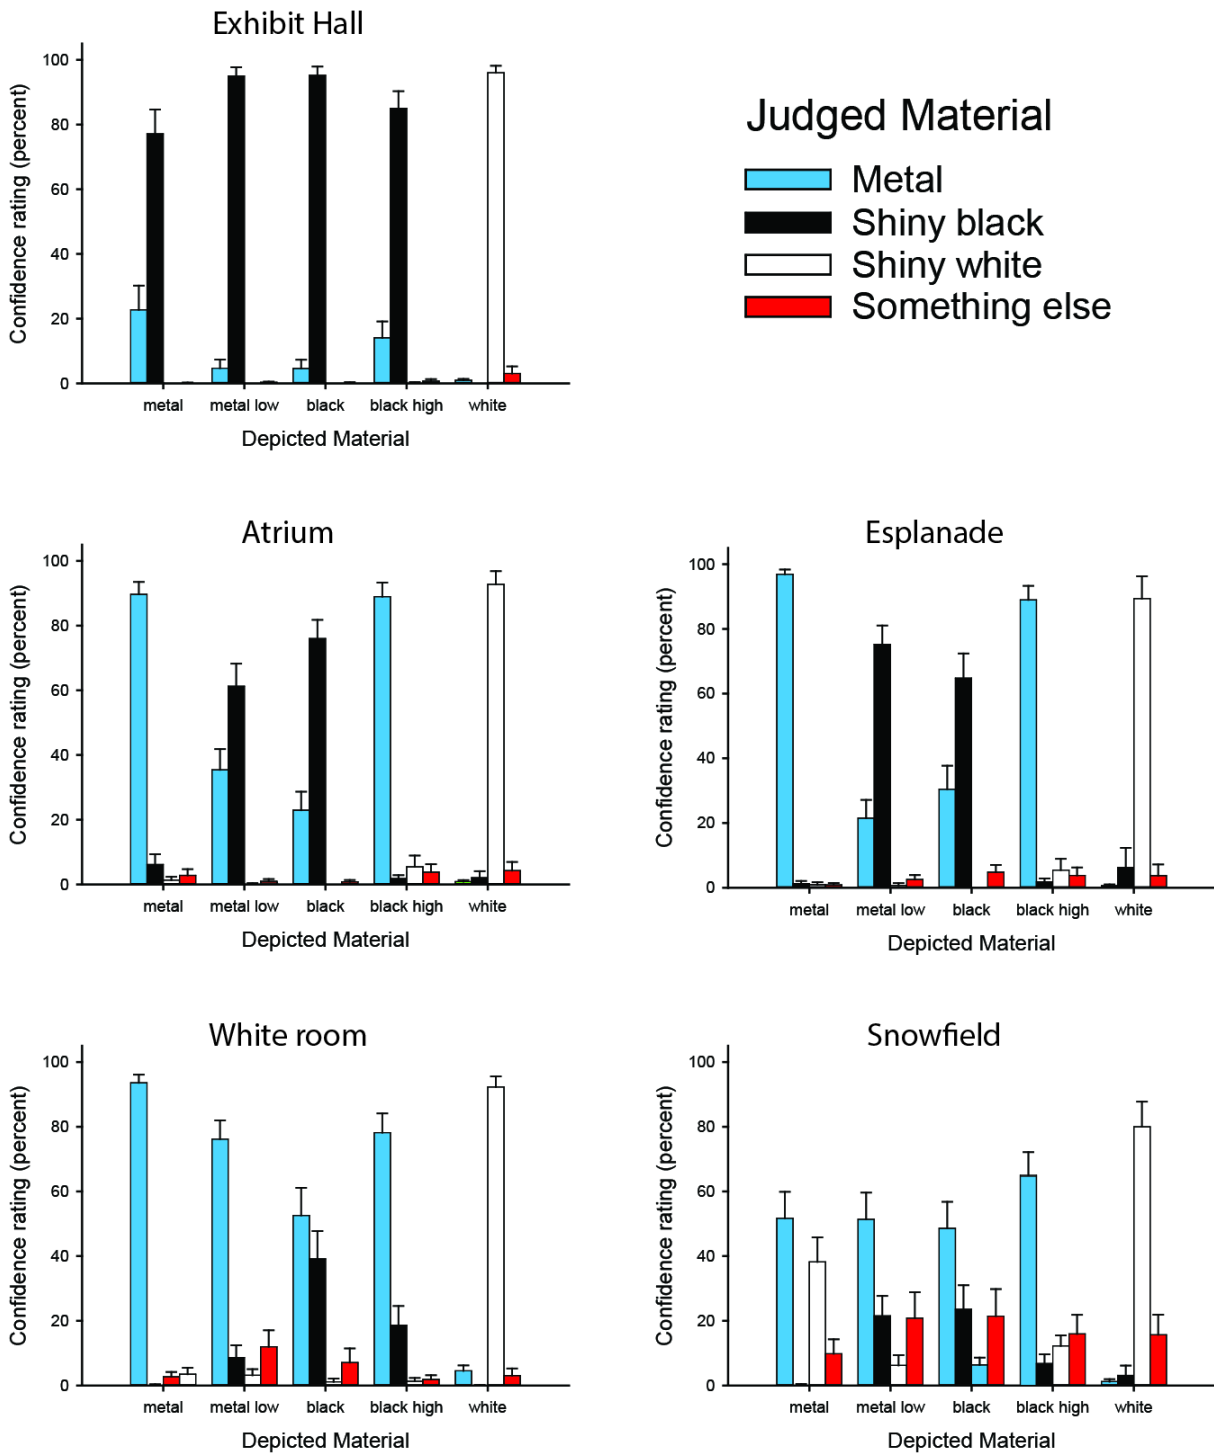 Exhibit Hall
Confidence rating (percent)
100
80
60
40
20
0
metal metal low black black high white
Depicted Material
Judged Material
Metal
Shiny black
Shiny white
Something else
Atrium
Confidence rating (percent)
100
80
60
40
20
0
metal metal low black black high white
Depicted Material
Esplanade
Confidence rating (percent)
100
80
60
40
20
0
metal metal low black black high white
Depicted Material
White room
Confidence rating (percent)
100
80
60
40
20
0
metal metal low black black high white
Depicted Material
Snowfield
Confidence rating (percent)
100
80
60
40
20
0
metal metal low black black high white
Depicted Material